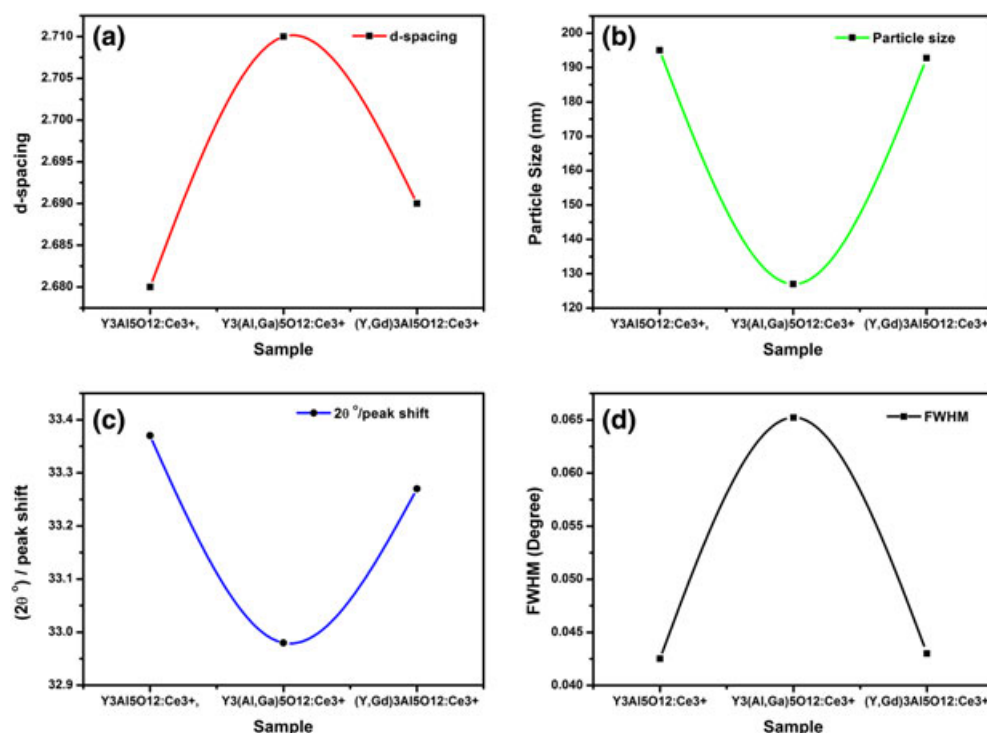 (a)
d-spacing
2.710
2.705
2.700
2.695
2.690
2.685
2.680
d-spacing
Y3Al5O12:Ce3+, Y3(Al,Ga)5O12:Ce3+ (Y,Gd)3Al5O12:Ce3+
Sample
(b)
Particle size
200
195
190
180
170
160
150
140
130
120
Particle Size (nm)
Y3Al5O12:Ce3+, Y3(Al,Ga)5O12:Ce3+ (Y,Gd)3Al5O12:Ce3+
Sample
(c)
2θ °/peak shift
33.4
33.3
33.2
33.1
33.0
32.9
(2θ °) / peak shift
Y3Al5O12:Ce3+, Y3(Al,Ga)5O12:Ce3+ (Y,Gd)3Al5O12:Ce3+
Sample
(d)
FWHM
0.065
0.060
0.055
0.050
0.045
0.040
FWHM (Degree)
Y3Al5O12:Ce3+ Y3(Al,Ga)5O12:Ce3+ (Y,Gd)3Al5O12:Ce3+
Sample